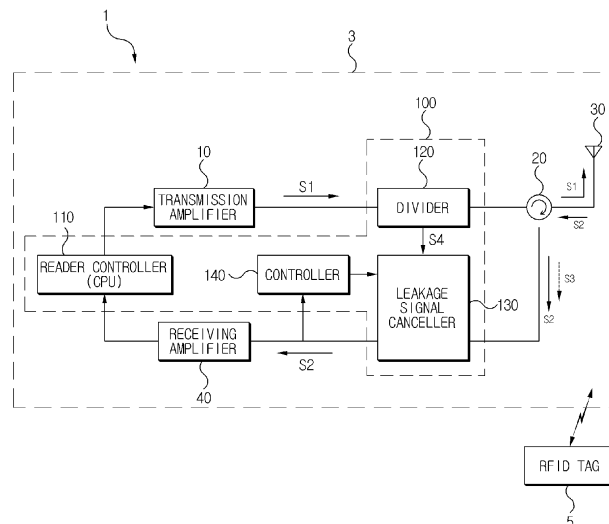 1
3
100
30
10
120
20
S1
S1
TRANSMISSION
AMPLIFIER
DIVIDER
S2
110
S4
READER CONTROLLER
(CPU)
140
CONTROLLER
LEAKAGE
SIGNAL
CANCELLER
130
S3
S2
RECEIVING
AMPLIFIER
S2
40
RFID TAG
5